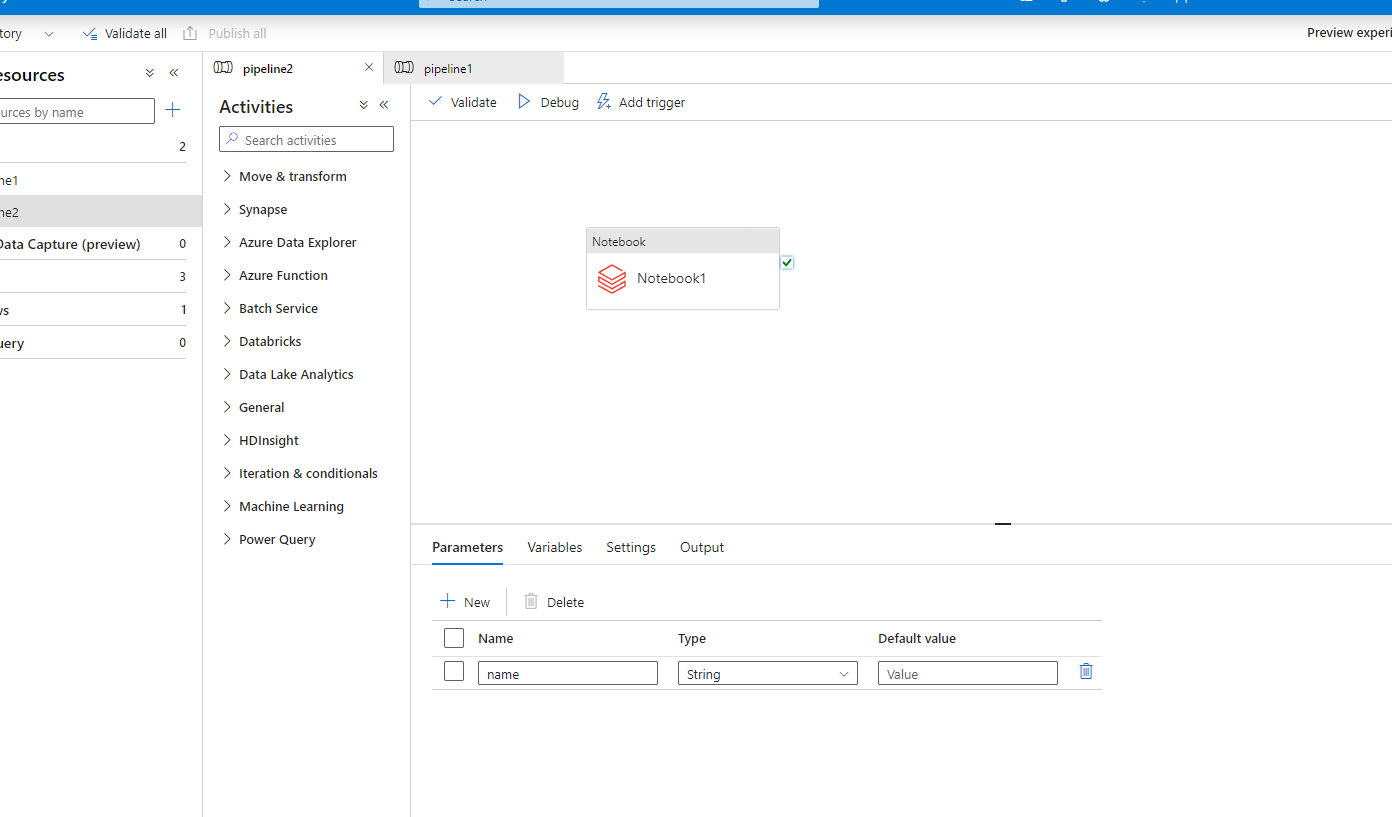 tory
Validate all
Publish all
Preview experi
esources
urces by name
2
ne1
ne2
Data Capture (preview) 0
3
vs 1
uery 0
pipeline2
pipeline1
Activities
Search activities
Move & transform
Synapse
Azure Data Explorer
Azure Function
Batch Service
Databricks
Data Lake Analytics
General
HDInsight
Iteration & conditionals
Machine Learning
Power Query
Validate Debug Add trigger
Notebook
Notebook1
Parameters Variables Settings Output
New Delete
Name Type Default value
name String Value